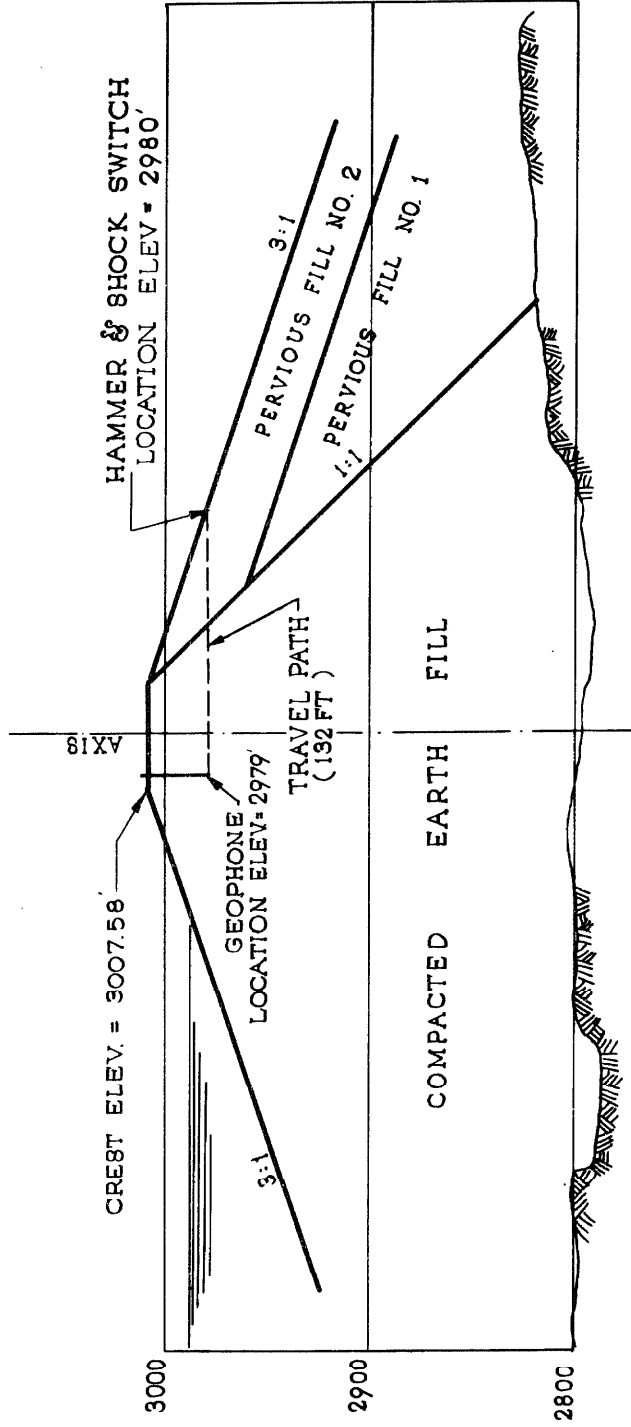 CREST ELEV. = 3007.58'
AXIS
HAMMER & SHOCK SWITCH
LOCATION ELEV = 2980'
3000
3:1
3:1
GEOPHONE
LOCATION ELEV= 2979'
TRAVEL PATH
(132 FT )
PERVIOUS FILL NO. 2
PERVIOUS FILL NO. 1
1:1
2900
COMPACTED EARTH FILL
2800